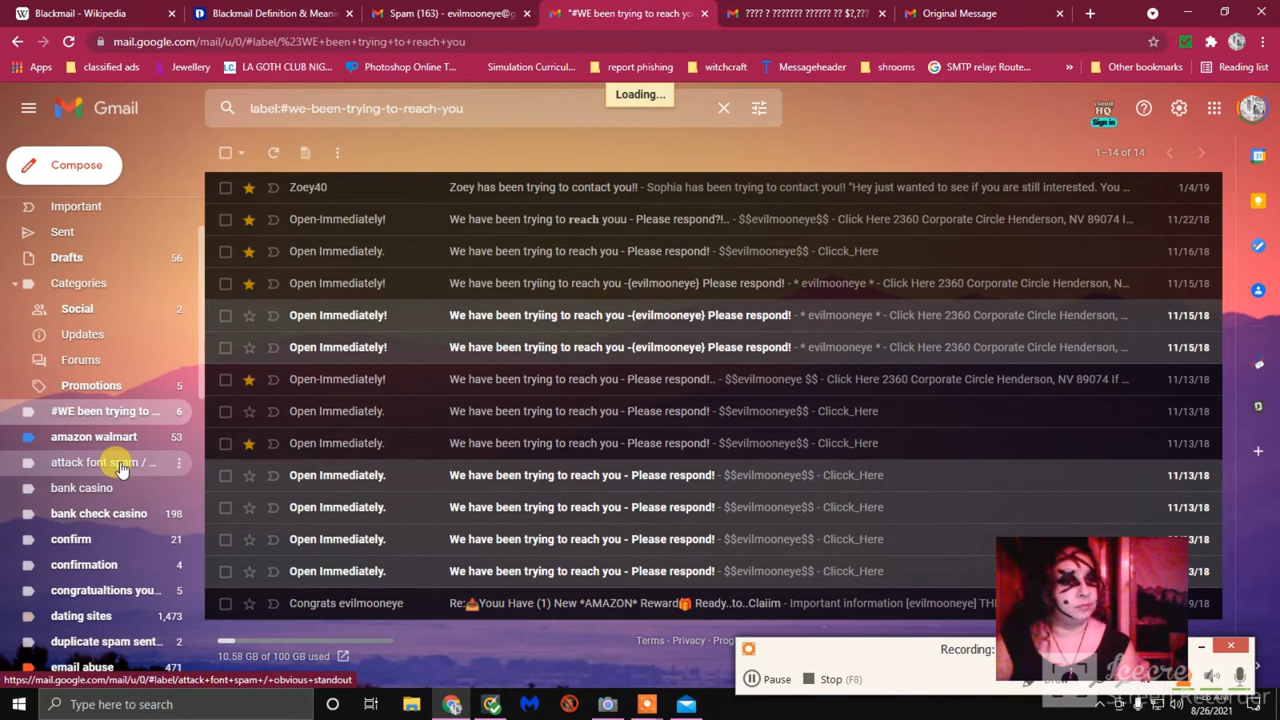 Blackmail - Wikipedia
Blackmail Definition & Meani
Spam (163) - evilmooneye@g
"#WE been trying to reach yo
???? ? ??????? ?????? ?? $?,???
Original Message
mail.google.com/mail/u/0/#label/%23WE+been+trying+to+reach+you
Apps
classified ads
Jewellery
LA GOTH CLUB NIG...
Photoshop Online T...
Simulation Curricul...
report phishing
witchcraft
Messageheader
shrooms
SMTP relay: Route...
»
Other bookmarks
Reading list
Gmail
label:#we-been-trying-to-reach-you
Loading...
cloud
HQ
Sign in
Compose
1–14 of 14
Important
Sent
Drafts 56
Categories
Social 2
Updates
Forums
Promotions 5
#WE been trying to ... 6
amazon walmart 53
attack font spam / ...
bank casino
bank check casino 198
confirm 21
confirmation 4
congratualtions you... 5
dating sites 1,473
duplicate spam sent... 2
email abuse 471
Zoey40 Zoey has been trying to contact you!! - Sophia has been trying to contact you!! "Hey just wanted to see if you are still interested. You ... 1/4/19
Open-Immediately! We have been trying to reach youu - Please respond?!.. - $$evilmooneye$$ - Click Here 2360 Corporate Circle Henderson, NV 89074 I... 11/22/18
Open Immediately. We have been trying to reach you - Please respond! - $$evilmooneye$$ - Clicck_Here 11/16/18
Open Immediately! We have been trying to reach you -{evilmooneye} Please respond! - * evilmooneye * - Click Here 2360 Corporate Circle Henderson, N... 11/15/18
Open Immediately! We have been tryiing to reach you -{evilmooneye} Please respond! - * evilmooneye * - Click Here 2360 Corporate Circle Henderson, ... 11/15/18
Open Immediately! We have been tryiing to reach you -{evilmooneye} Please respond! - * evilmooneye * - Click Here 2360 Corporate Circle Henderson, ... 11/15/18
Open-Immediately! We have been trying to reach you - Please respond!.. - $$evilmooneye $$ - Click Here 2360 Corporate Circle Henderson, NV 89074 If ... 11/13/18
Open Immediately. We have been trying to reach you - Please respond! - $$evilmooneye$$ - Clicck_Here 11/13/18
Open Immediately. We have been trying to reach you - Please respond! - $$evilmooneye$$ - Clicck_Here 11/13/18
Open Immediately. We have been trying to reach you - Please respond! - $$evilmooneye$$ - Clicck_Here 11/13/18
Open Immediately. We have been trying to reach you - Please respond! - $$evilmooneye$$ - Clicck_Here 11/13/18
Open Immediately. We have been trying to reach you - Please respond! - $$evilmooneye$$ - Clicck_Here
Open Immediately. We have been trying to reach you - Please respond! - $$evilmooneye$$ - Clicck_Here
Congrats evilmooneye Re:📥Youu Have (1) New *AMAZON* Reward🎁 Ready..to..Claiim - Important information [evilmooneye] TH
10.58 GB of 100 GB used
Terms - Privacy - Prog
https://mail.google.com/mail/u/0/#label/attack+font+spam+/+obvious+standout
Recording:
Pause
Stop (F8)
Type here to search
8/26/2021